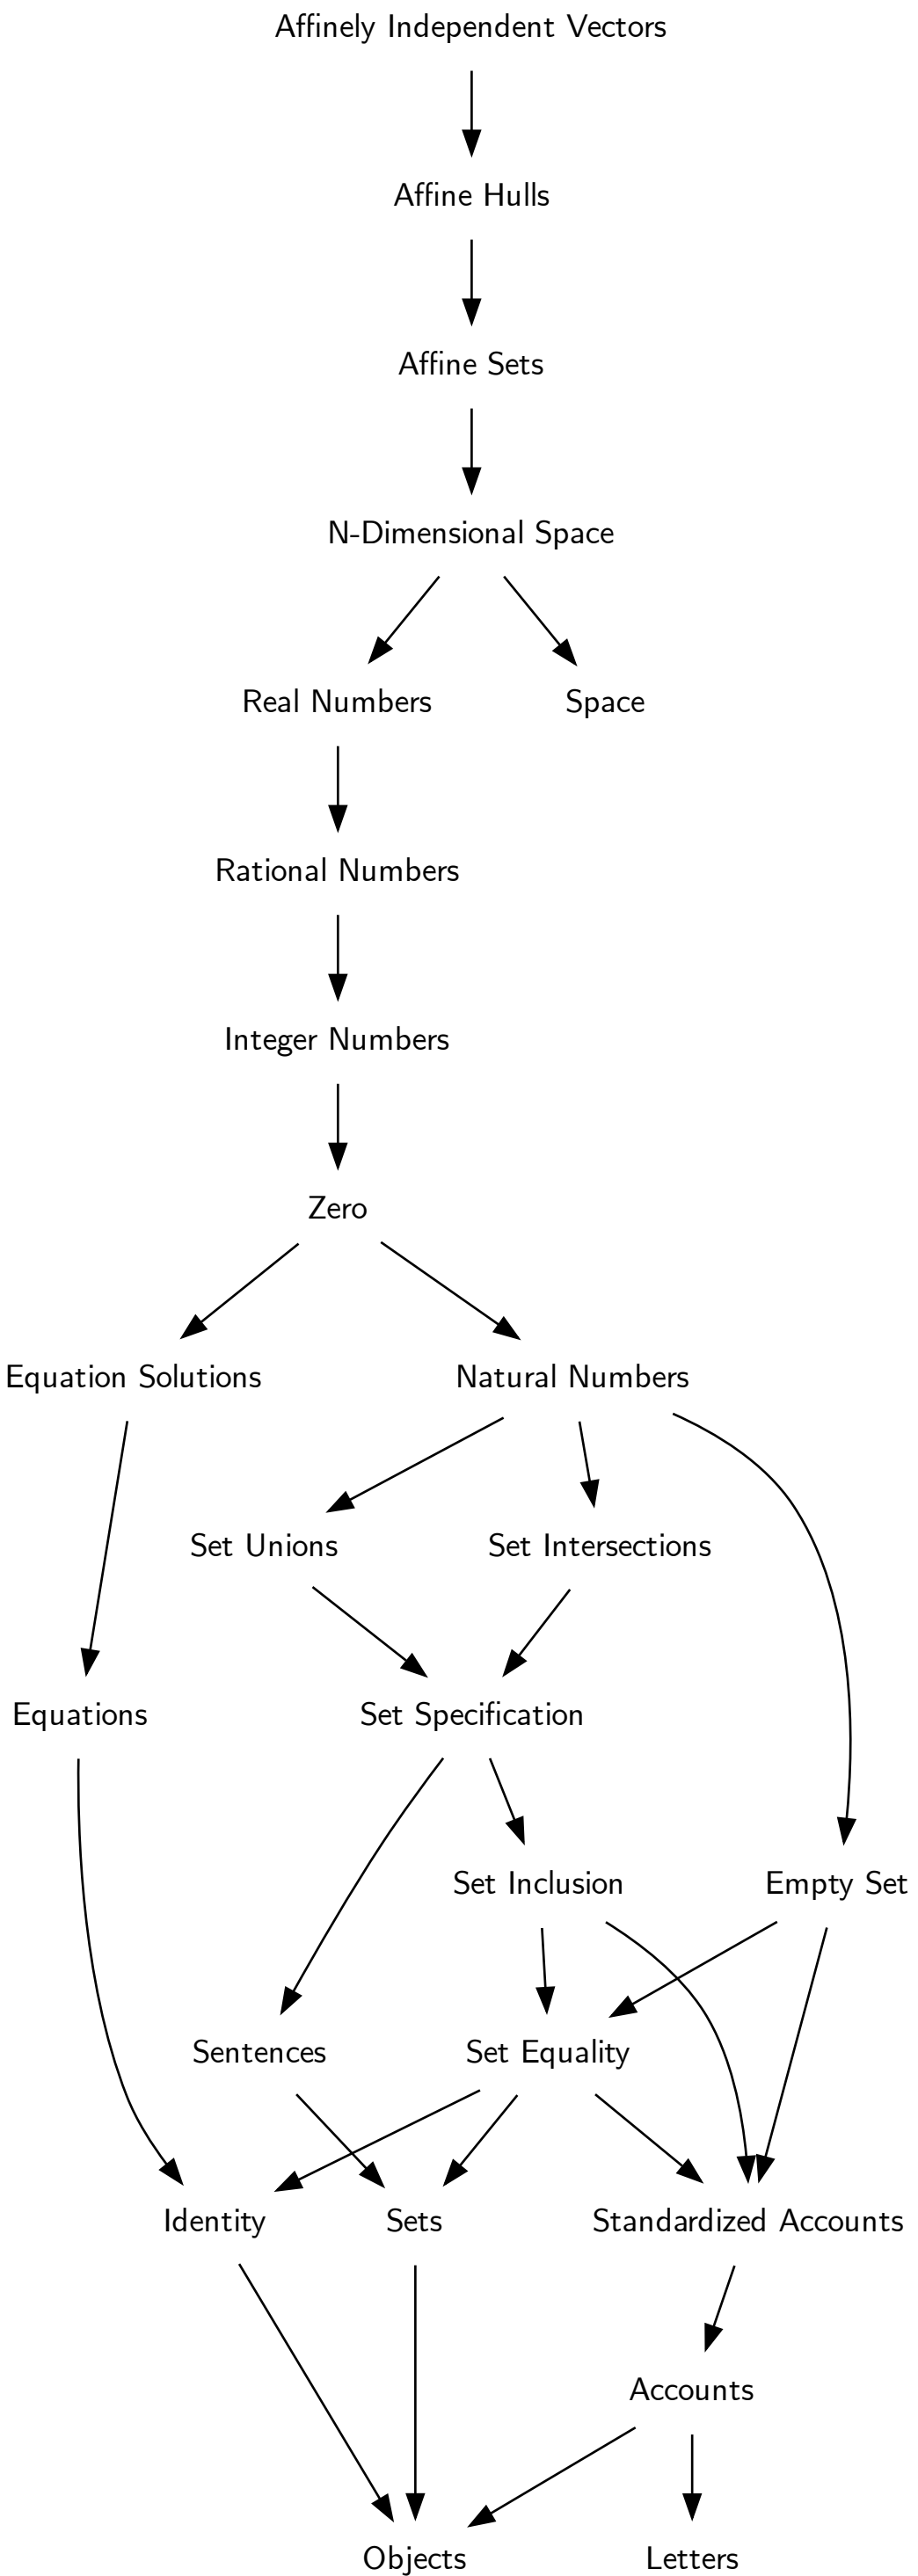 Affinely Independent Vectors
Affine Hulls
Affine Sets
N-Dimensional Space
Real Numbers
Space
Rational Numbers
Integer Numbers
Zero
Equation Solutions
Natural Numbers
Set Unions
Set Intersections
Equations
Set Specification
Set Inclusion
Empty Set
Sentences
Set Equality
Identity
Sets
Standardized Accounts
Accounts
Objects
Letters